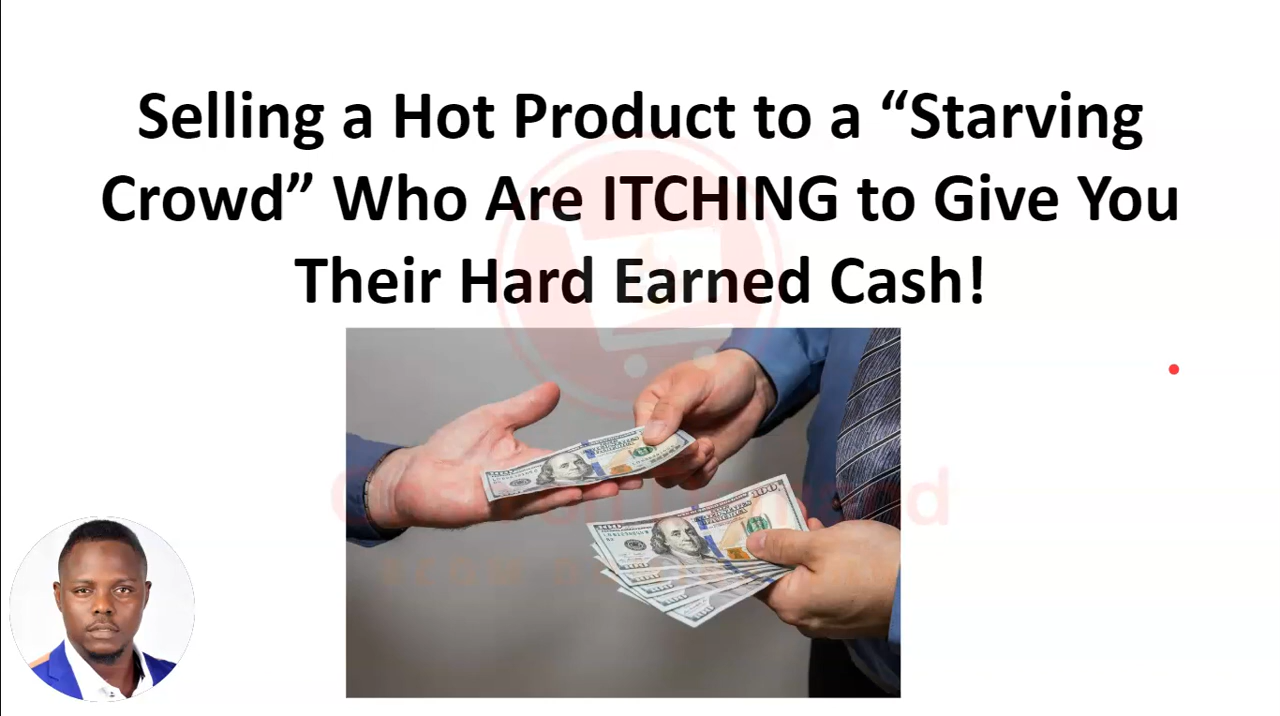 Selling a Hot Product to a “Starving
Crowd” Who Are ITCHING to Give You
Their Hard Earned Cash!